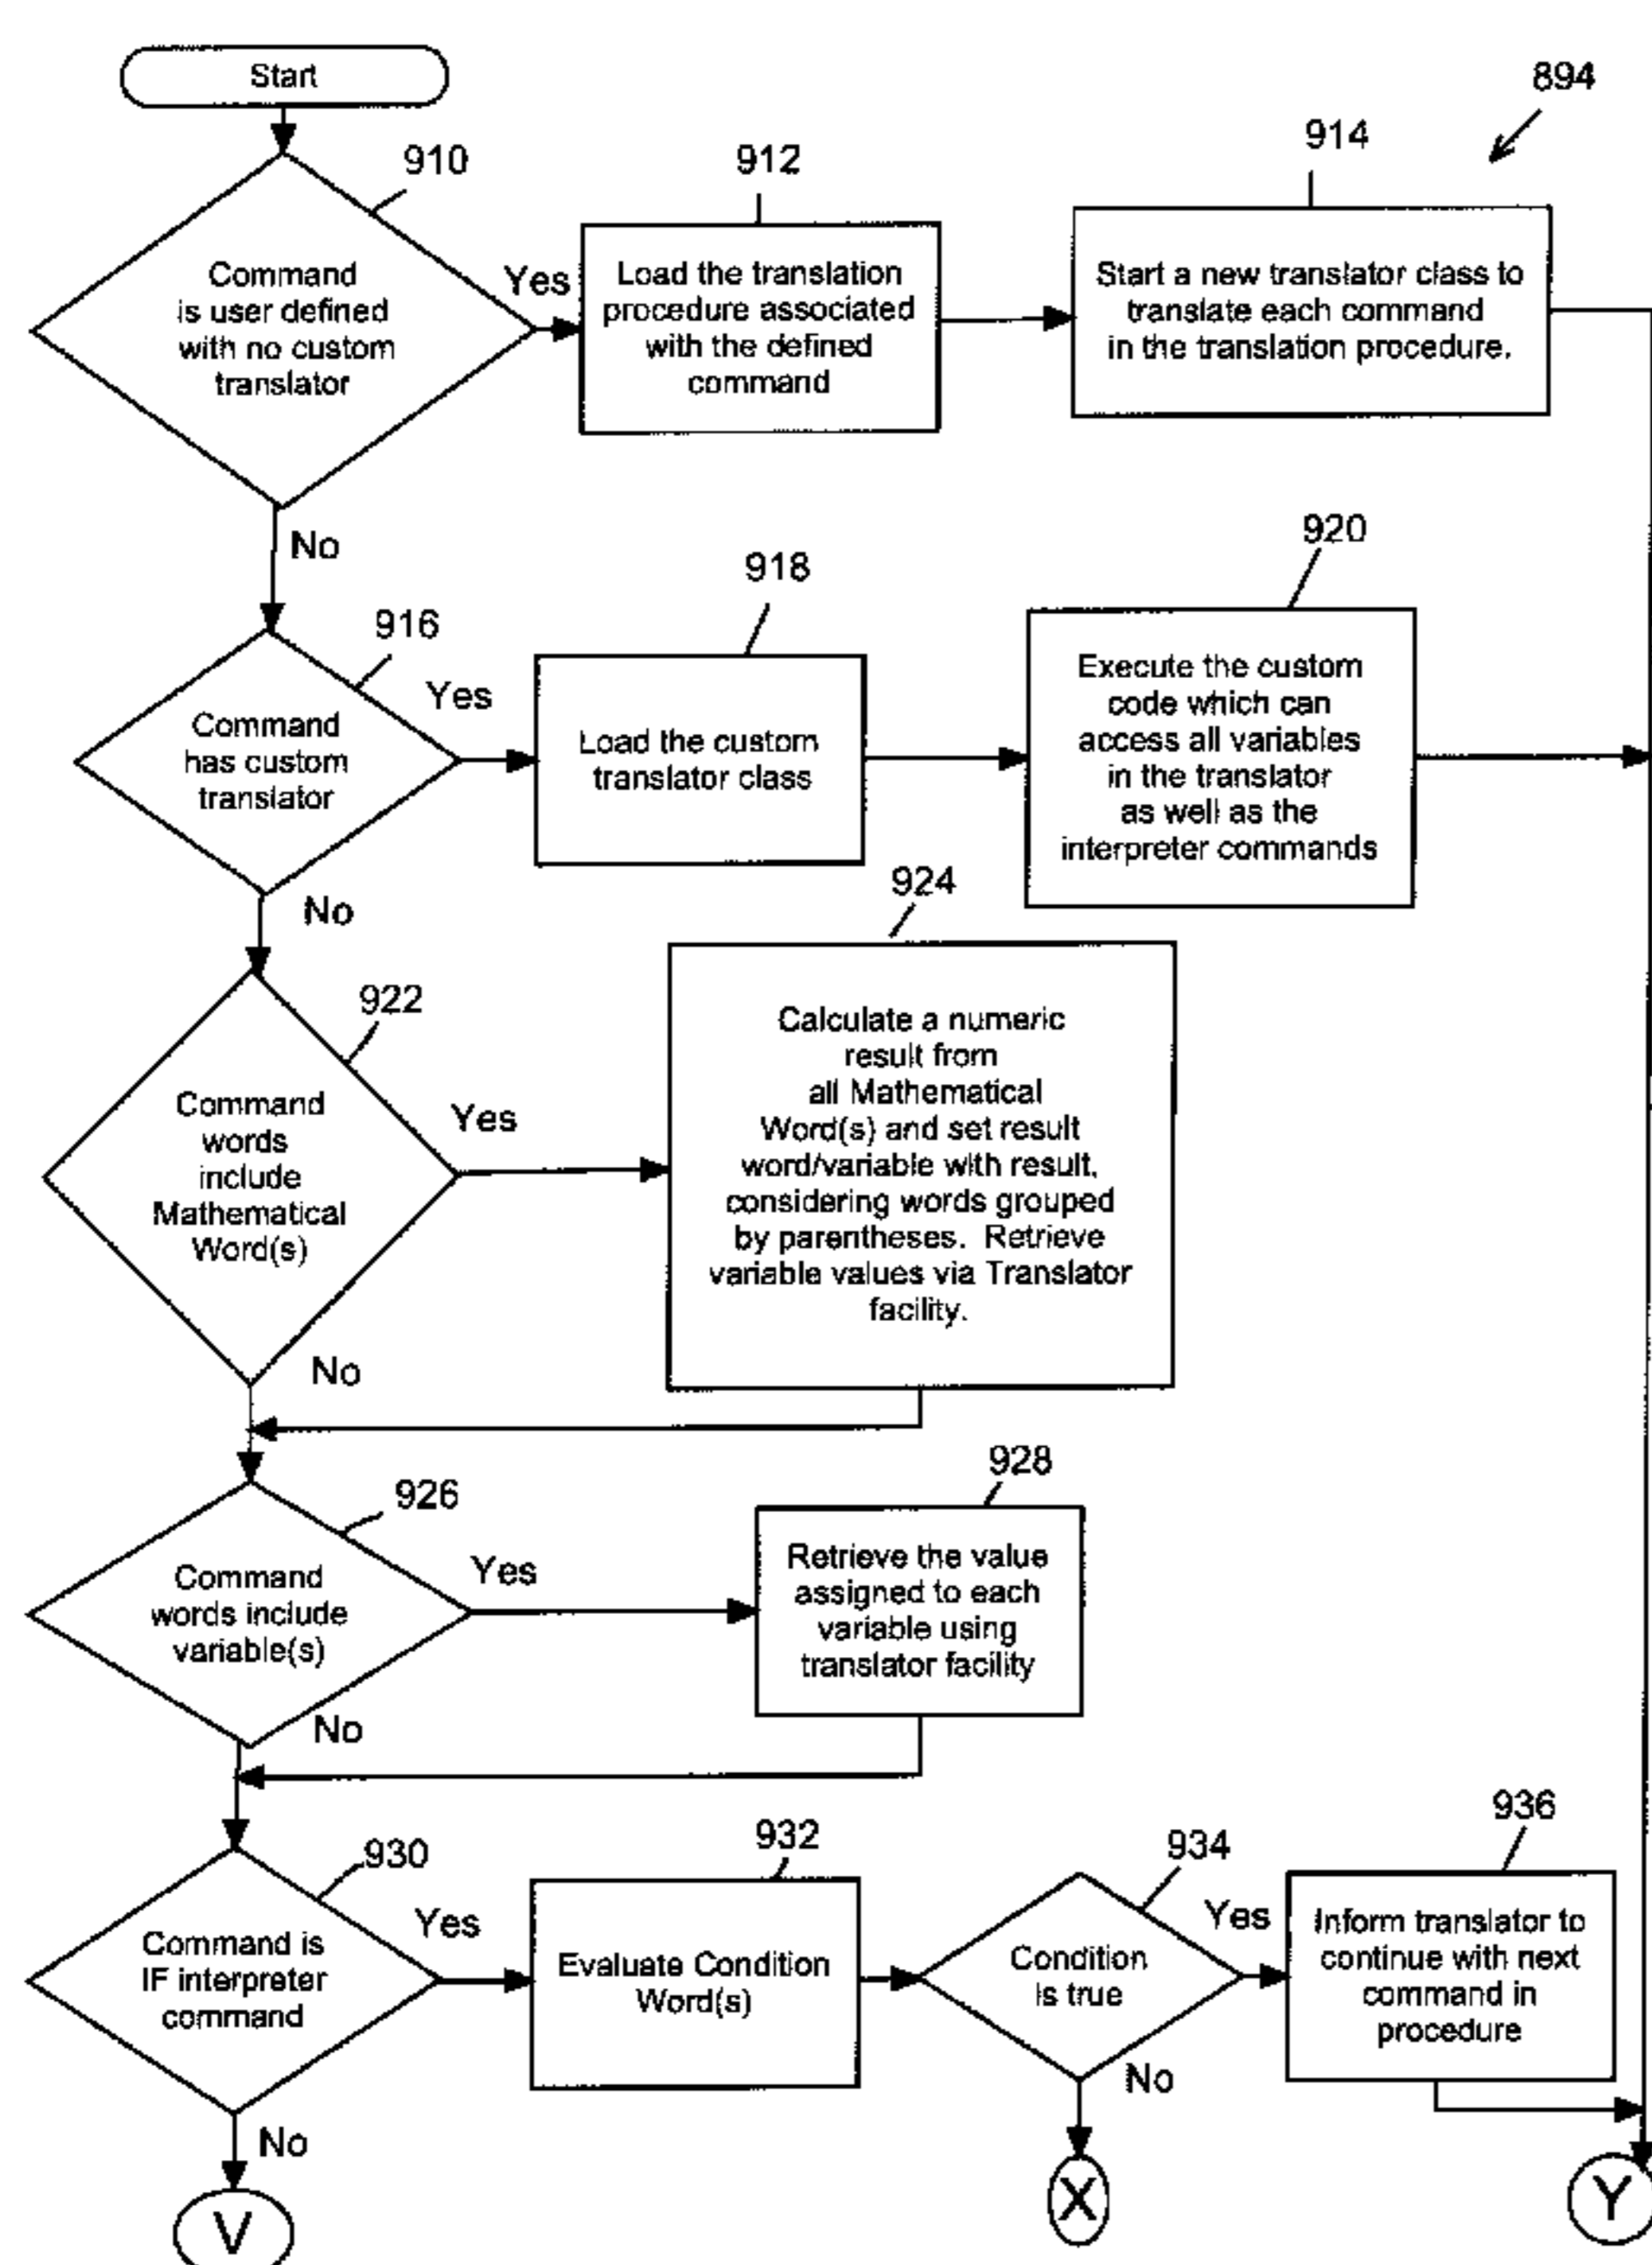 Start
894
910
912
914
Command
is user defined
with no custom
translator
Yes
Load the translation
procedure associated
with the defined
command
Start a new translator class to
translate each command
in the translation procedure.
No
916
918
920
Command
has custom
translator
Yes
Load the custom
translator class
Execute the custom
code which can
access all variables
in the translator
as well as the
interpreter commands
No
922
924
Command
words
include
Mathematical
Word(s)
Yes
Calculate a numeric
result from
all Mathematical
Word(s) and set result
word/variable with result,
considering words grouped
by parentheses. Retrieve
variable values via Translator
facility.
No
926
928
Command
words include
variable(s)
Yes
Retrieve the value
assigned to each
variable using
translator facility
No
930
932
934
936
Command is
IF interpreter
command
Yes
Evaluate Condition
Word(s)
Condition
is true
Yes
Inform translator to
continue with next
command in
procedure
No
No
V
X
Y